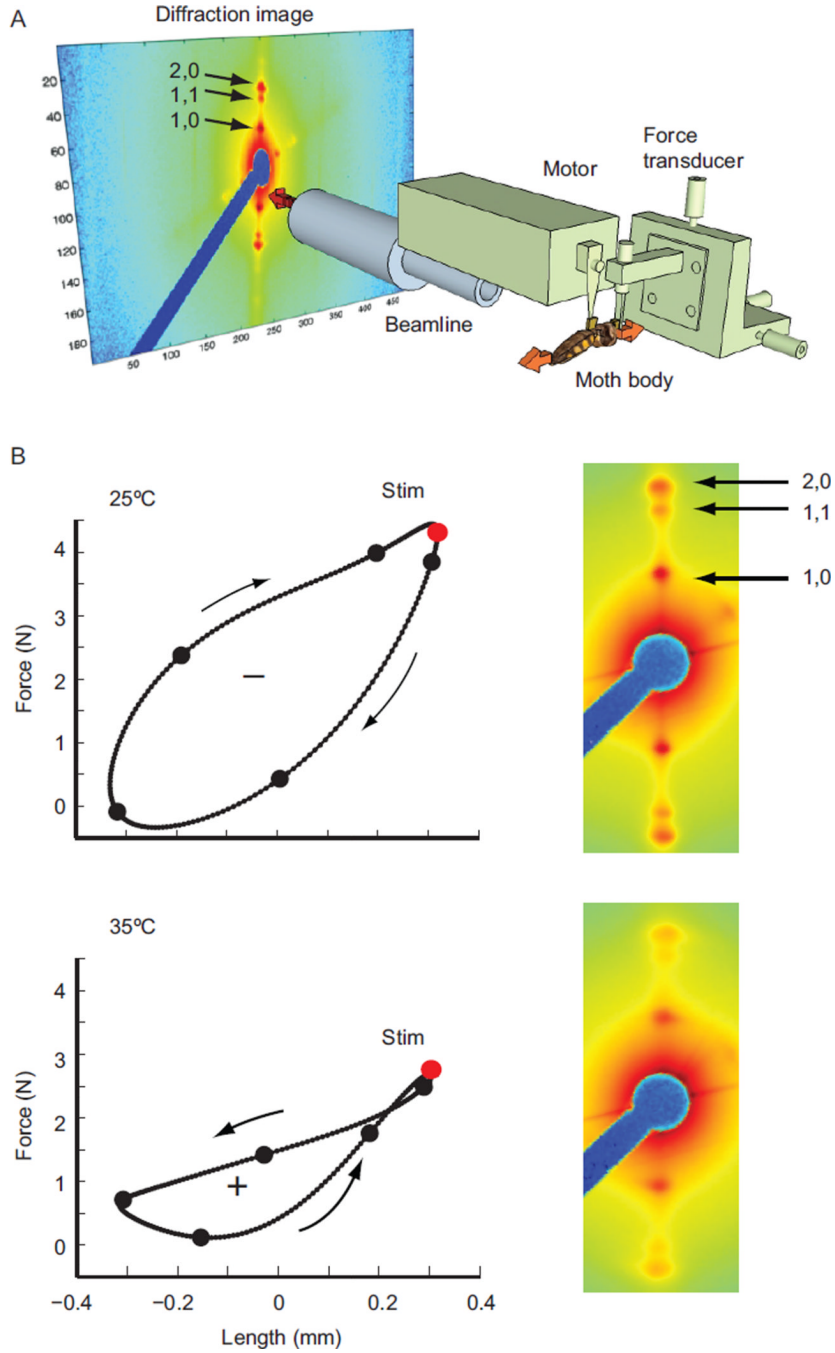 A
Diffraction image
2,0
1,1
1,0
20
40
60
80
100
120
140
160
180
50
100
150
200
250
300
350
400
450
Motor
Force
transducer
Beamline
Moth body
B
25ºC
Stim
4
3
2
1
0
Force (N)
−
2,0
1,1
1,0
35ºC
Stim
4
3
2
1
0
Force (N)
+
−0.4
−0.2
0
0.2
0.4
Length (mm)